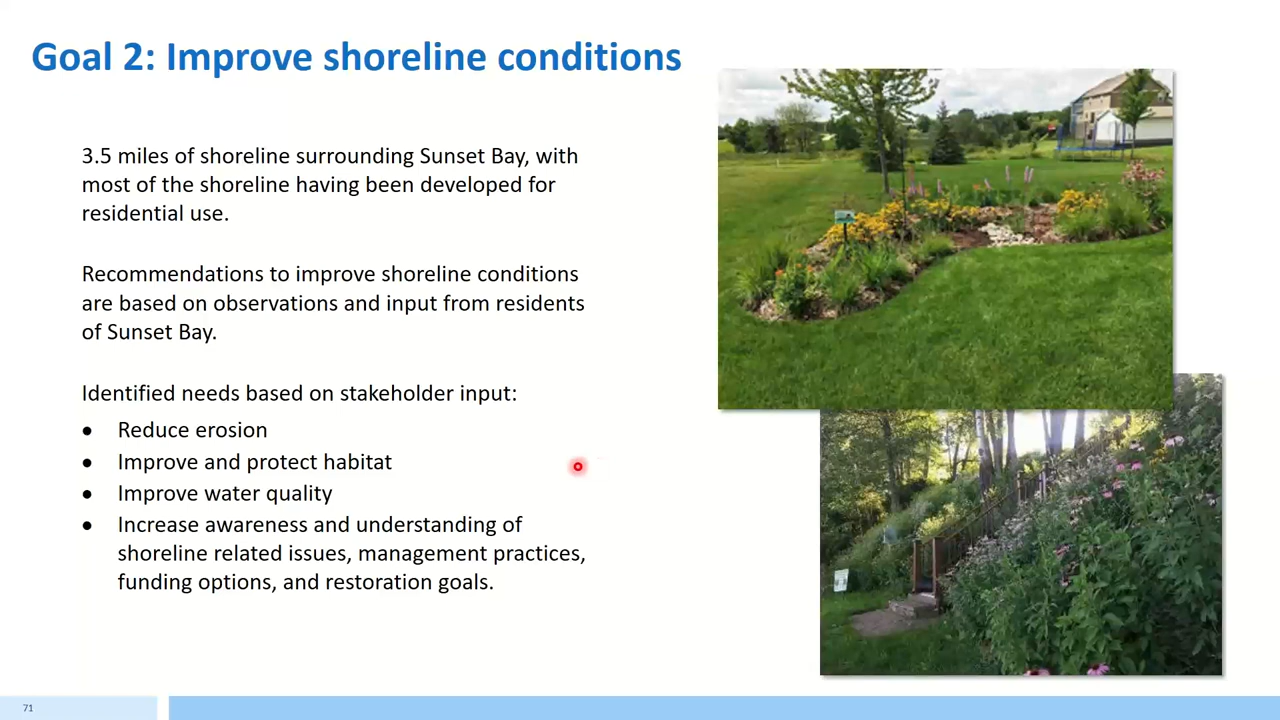 Goal 2: Improve shoreline conditions
3.5 miles of shoreline surrounding Sunset Bay, with
most of the shoreline having been developed for
residential use.
Recommendations to improve shoreline conditions
are based on observations and input from residents
of Sunset Bay.
Identified needs based on stakeholder input:
• Reduce erosion
• Improve and protect habitat
• Improve water quality
• Increase awareness and understanding of
shoreline related issues, management practices,
funding options, and restoration goals.
71